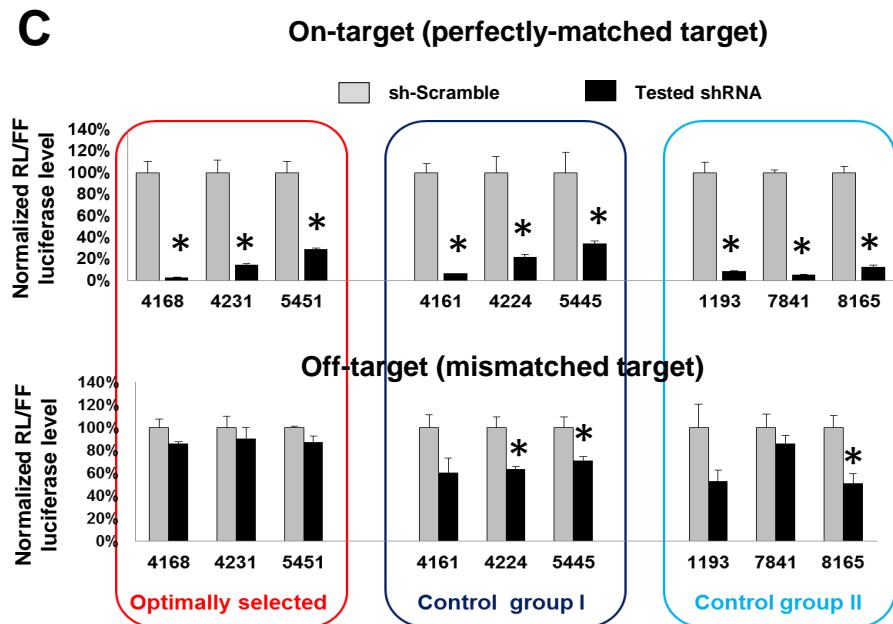 C
On-target (perfectly-matched target)
sh-Scramble Tested shRNA
Normalized RL/FF
luciferase level
140%
120%
100%
80%
60%
40%
20%
0%
* * * * * * * * *
4168 4231 5451 4161 4224 5445 1193 7841 8165
Off-target (mismatched target)
Normalized RL/FF
luciferase level
140%
120%
100%
80%
60%
40%
20%
0%
* * *
4168 4231 5451 4161 4224 5445 1193 7841 8165
Optimally selected Control group I Control group II